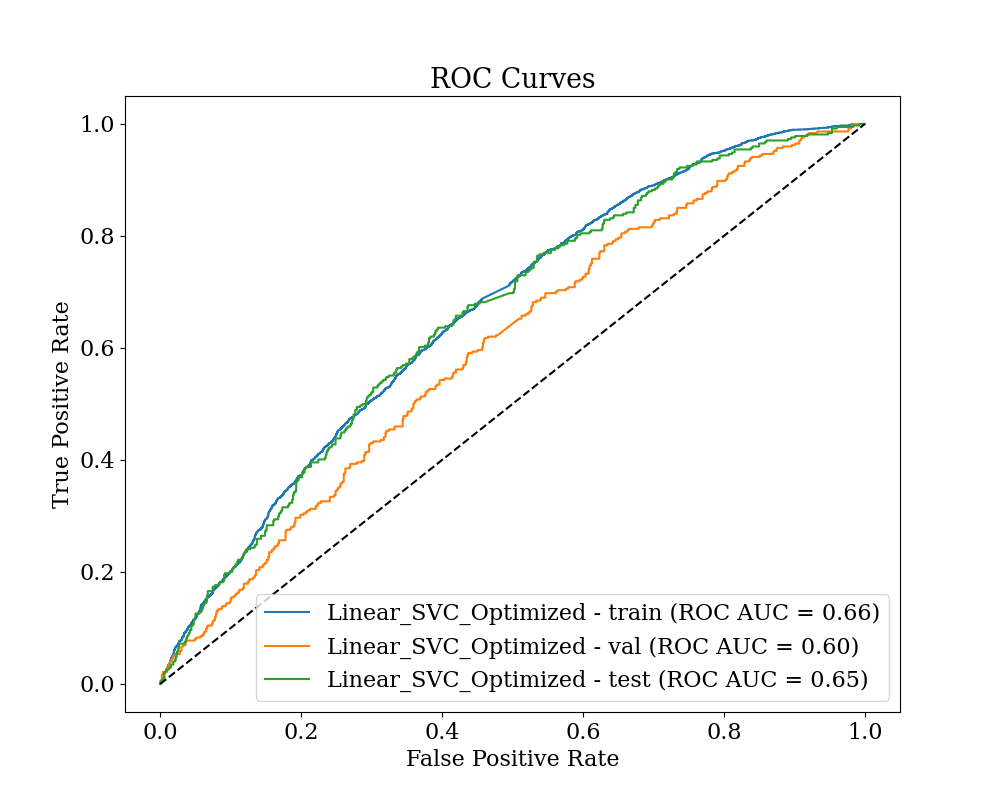 ROC Curves
True Positive Rate
1.0
0.8
0.6
0.4
0.2
0.0
Linear_SVC_Optimized - train (ROC AUC = 0.66)
Linear_SVC_Optimized - val (ROC AUC = 0.60)
Linear_SVC_Optimized - test (ROC AUC = 0.65)
0.0 0.2 0.4 0.6 0.8 1.0
False Positive Rate